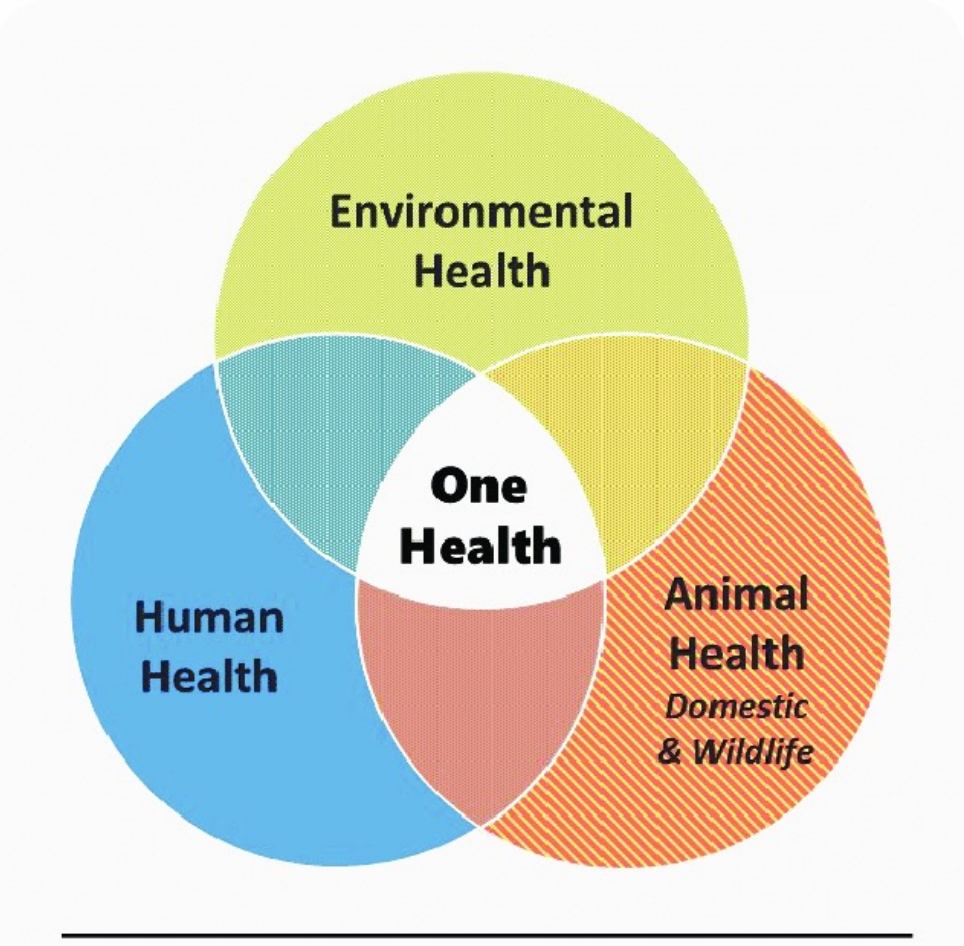 Environmental
Health
One
Health
Human
Health
Animal
Health
Domestic
& Wildlife